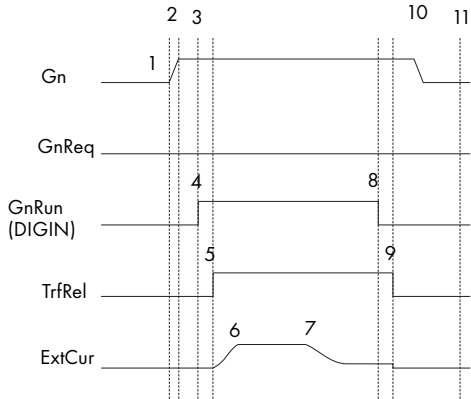 2 3 10 11
1
Gn
GnReq
4 8
GnRun
(DIGIN)
5 9
TrfRel
6 7
ExtCur